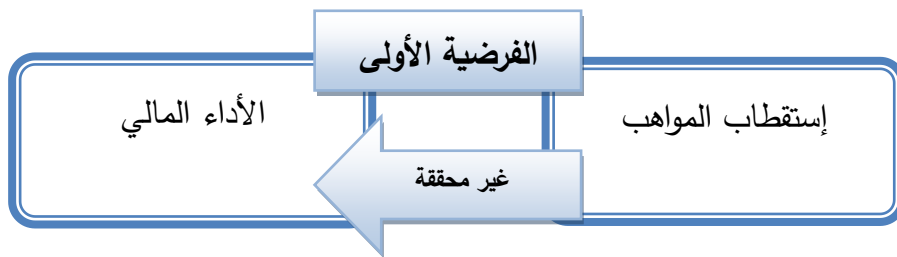 الفرضية الأولى
إستقطاب المواهب
الأداء المالي
غير محققة